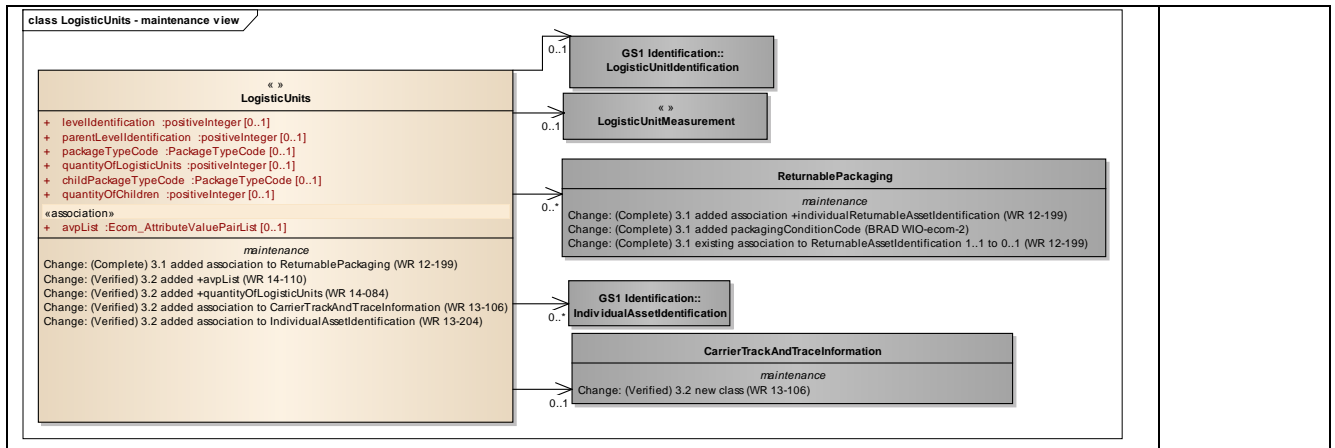 class LogisticUnits - maintenance view
« »
LogisticUnits
+ levelIdentification :positiveInteger [0..1]
+ parentLevelIdentification :positiveInteger [0..1]
+ packageTypeCode :PackageTypeCode [0..1]
+ quantityOfLogisticUnits :positiveInteger [0..1]
+ childPackageTypeCode :PackageTypeCode [0..1]
+ quantityOfChildren :positiveInteger [0..1]
«association»
+ avpList :Ecom_AttributeValuePairList [0..1]
maintenance
Change: (Complete) 3.1 added association to ReturnablePackaging (WR 12-199)
Change: (Verified) 3.2 added +avpList (WR 14-110)
Change: (Verified) 3.2 added +quantityOfLogisticUnits (WR 14-084)
Change: (Verified) 3.2 added association to CarrierTrackAndTraceInformation (WR 13-106)
Change: (Verified) 3.2 added association to IndividualAssetIdentification (WR 13-204)
0..1
GS1 Identification::
LogisticUnitIdentification
0..1
« »
LogisticUnitMeasurement
0..*
ReturnablePackaging
maintenance
Change: (Complete) 3.1 added association +individualReturnableAssetIdentification (WR 12-199)
Change: (Complete) 3.1 added packagingConditionCode (BRAD WIO-ecom-2)
Change: (Complete) 3.1 existing association to ReturnableAssetIdentification 1..1 to 0..1 (WR 12-199)
0..*
GS1 Identification::
IndividualAssetIdentification
0..1
CarrierTrackAndTraceInformation
maintenance
Change: (Verified) 3.2 new class (WR 13-106)